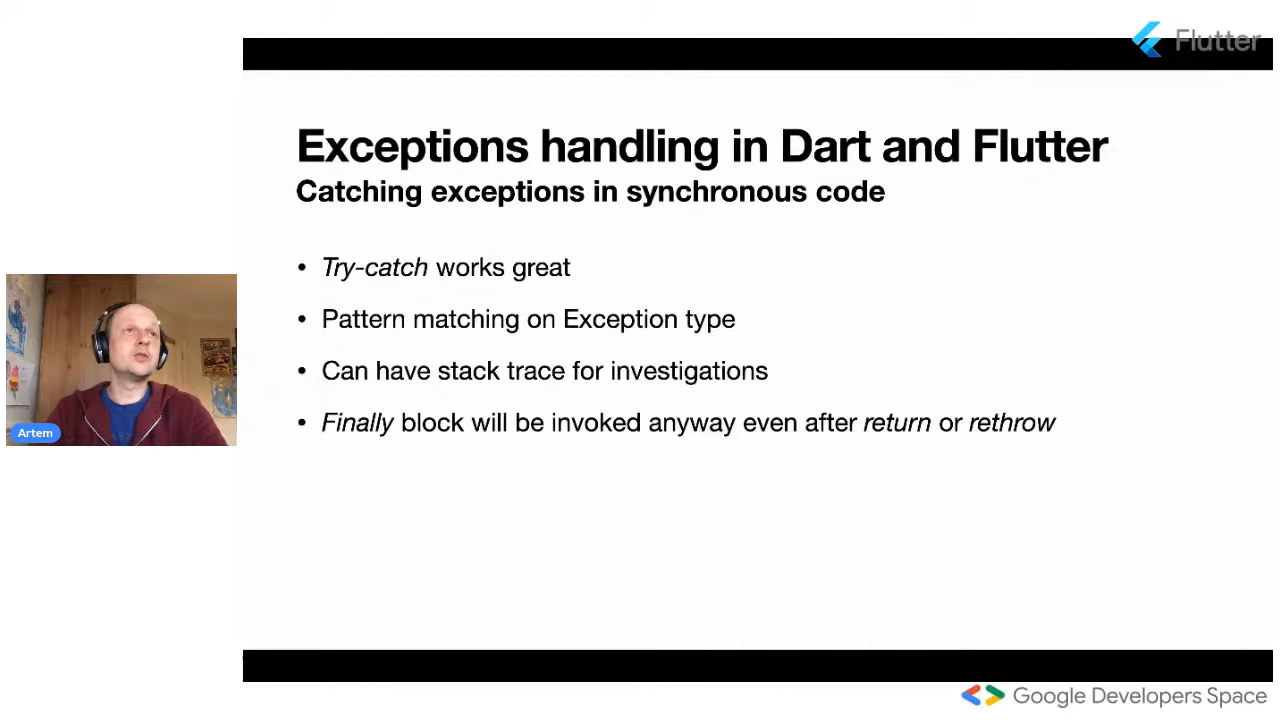 Flutter
Exceptions handling in Dart and Flutter
Catching exceptions in synchronous code
• Try-catch works great
• Pattern matching on Exception type
• Can have stack trace for investigations
• Finally block will be invoked anyway even after return or rethrow
Artem
Google Developers Space